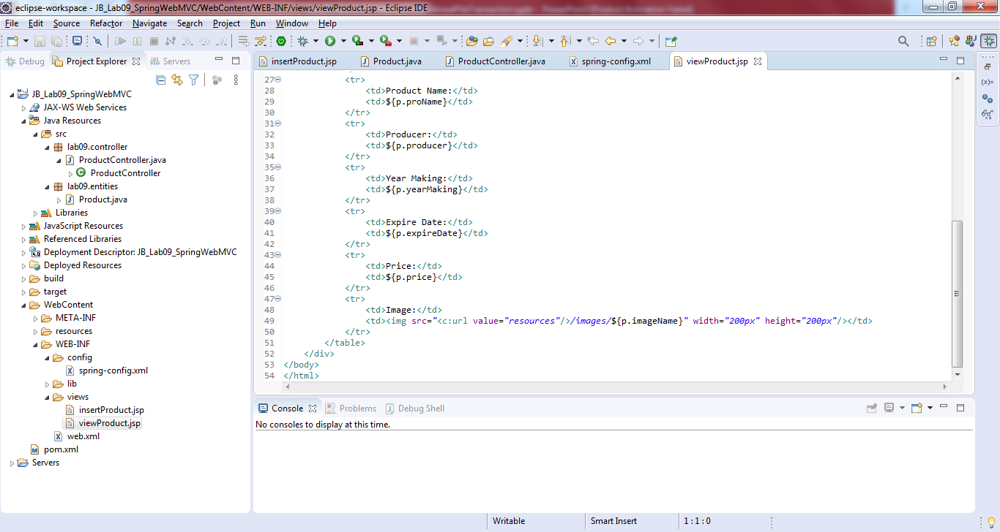 eclipse-workspace - JB_Lab09_SpringWebMVC/WebContent/WEB-INF/views/viewProduct.jsp - Eclipse IDE
File Edit Source Refactor Navigate Search Project Run Window Help
Debug Project Explorer Servers
insertProduct.jsp Product.java ProductController.java spring-config.xml viewProduct.jsp
JB_Lab09_SpringWebMVC
JAX-WS Web Services
Java Resources
src
lab09.controller
ProductController.java
ProductController
lab09.entities
Product.java
Libraries
JavaScript Resources
Referenced Libraries
Deployment Descriptor: JB_Lab09_SpringWebMVC
Deployed Resources
build
target
WebContent
META-INF
resources
WEB-INF
config
spring-config.xml
lib
views
insertProduct.jsp
viewProduct.jsp
web.xml
pom.xml
Servers
27 <tr>
28 <td>Product Name:</td>
29 <td>${p.proName}</td>
30 </tr>
31 <tr>
32 <td>Producer:</td>
33 <td>${p.producer}</td>
34 </tr>
35 <tr>
36 <td>Year Making:</td>
37 <td>${p.yearMaking}</td>
38 </tr>
39 <tr>
40 <td>Expire Date:</td>
41 <td>${p.expireDate}</td>
42 </tr>
43 <tr>
44 <td>Price:</td>
45 <td>${p.price}</td>
46 </tr>
47 <tr>
48 <td>Image:</td>
49 <td><img src="<c:url value="resources"/>/images/${p.imageName}" width="200px" height="200px"/></td>
50 </tr>
51 </table>
52 </div>
53 </body>
54 </html>
Console Problems Debug Shell
No consoles to display at this time.
Writable Smart Insert 1 : 1 : 0